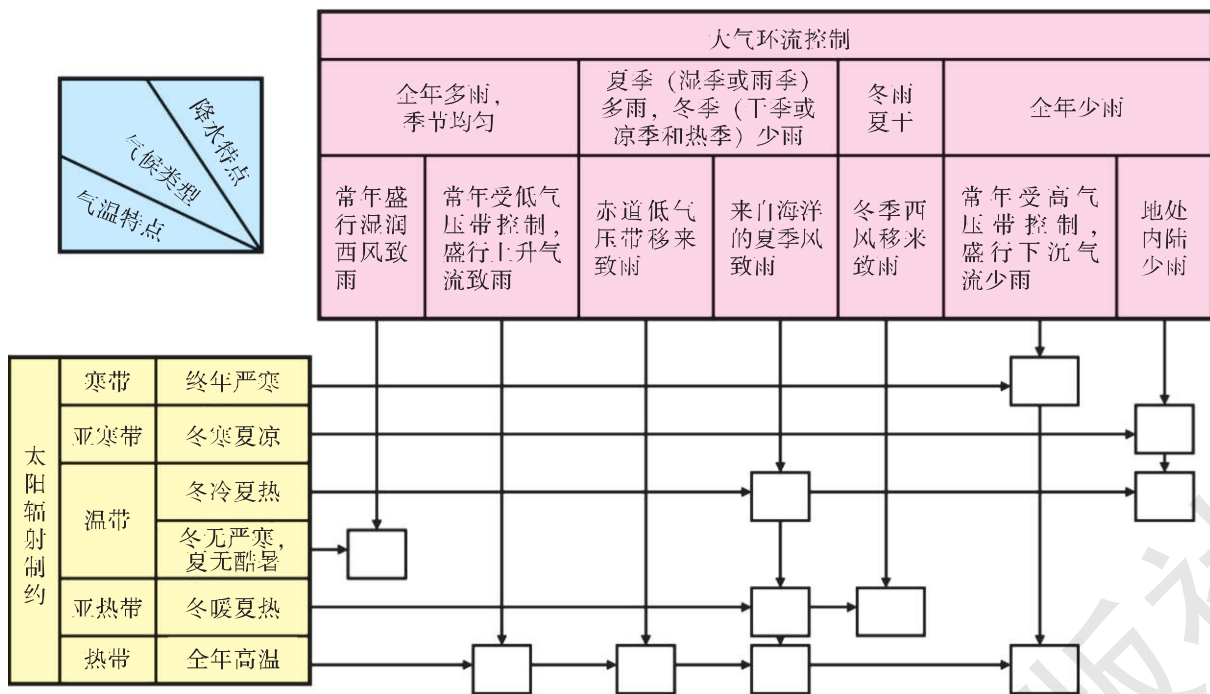 大气环流控制
全年多雨，
季节均匀
夏季（湿季或雨季）
多雨，冬季（干季或
凉季和热季）少雨
冬雨
夏干
全年少雨
常年盛
行湿润
西风致
雨
常年受低气
压带控制，
盛行上升气
流致雨
赤道低气
压带移来
致雨
来自海洋
的夏季风
致雨
冬季西
风移来
致雨
常年受高气
压带控制，
盛行下沉气
流少雨
地处
内陆
少雨
降水特点
气候类型
气温特点
太阳辐射制约
寒带
终年严寒
亚寒带
冬寒夏凉
温带
冬冷夏热
冬无严寒，
夏无酷暑
亚热带
冬暖夏热
热带
全年高温
版社